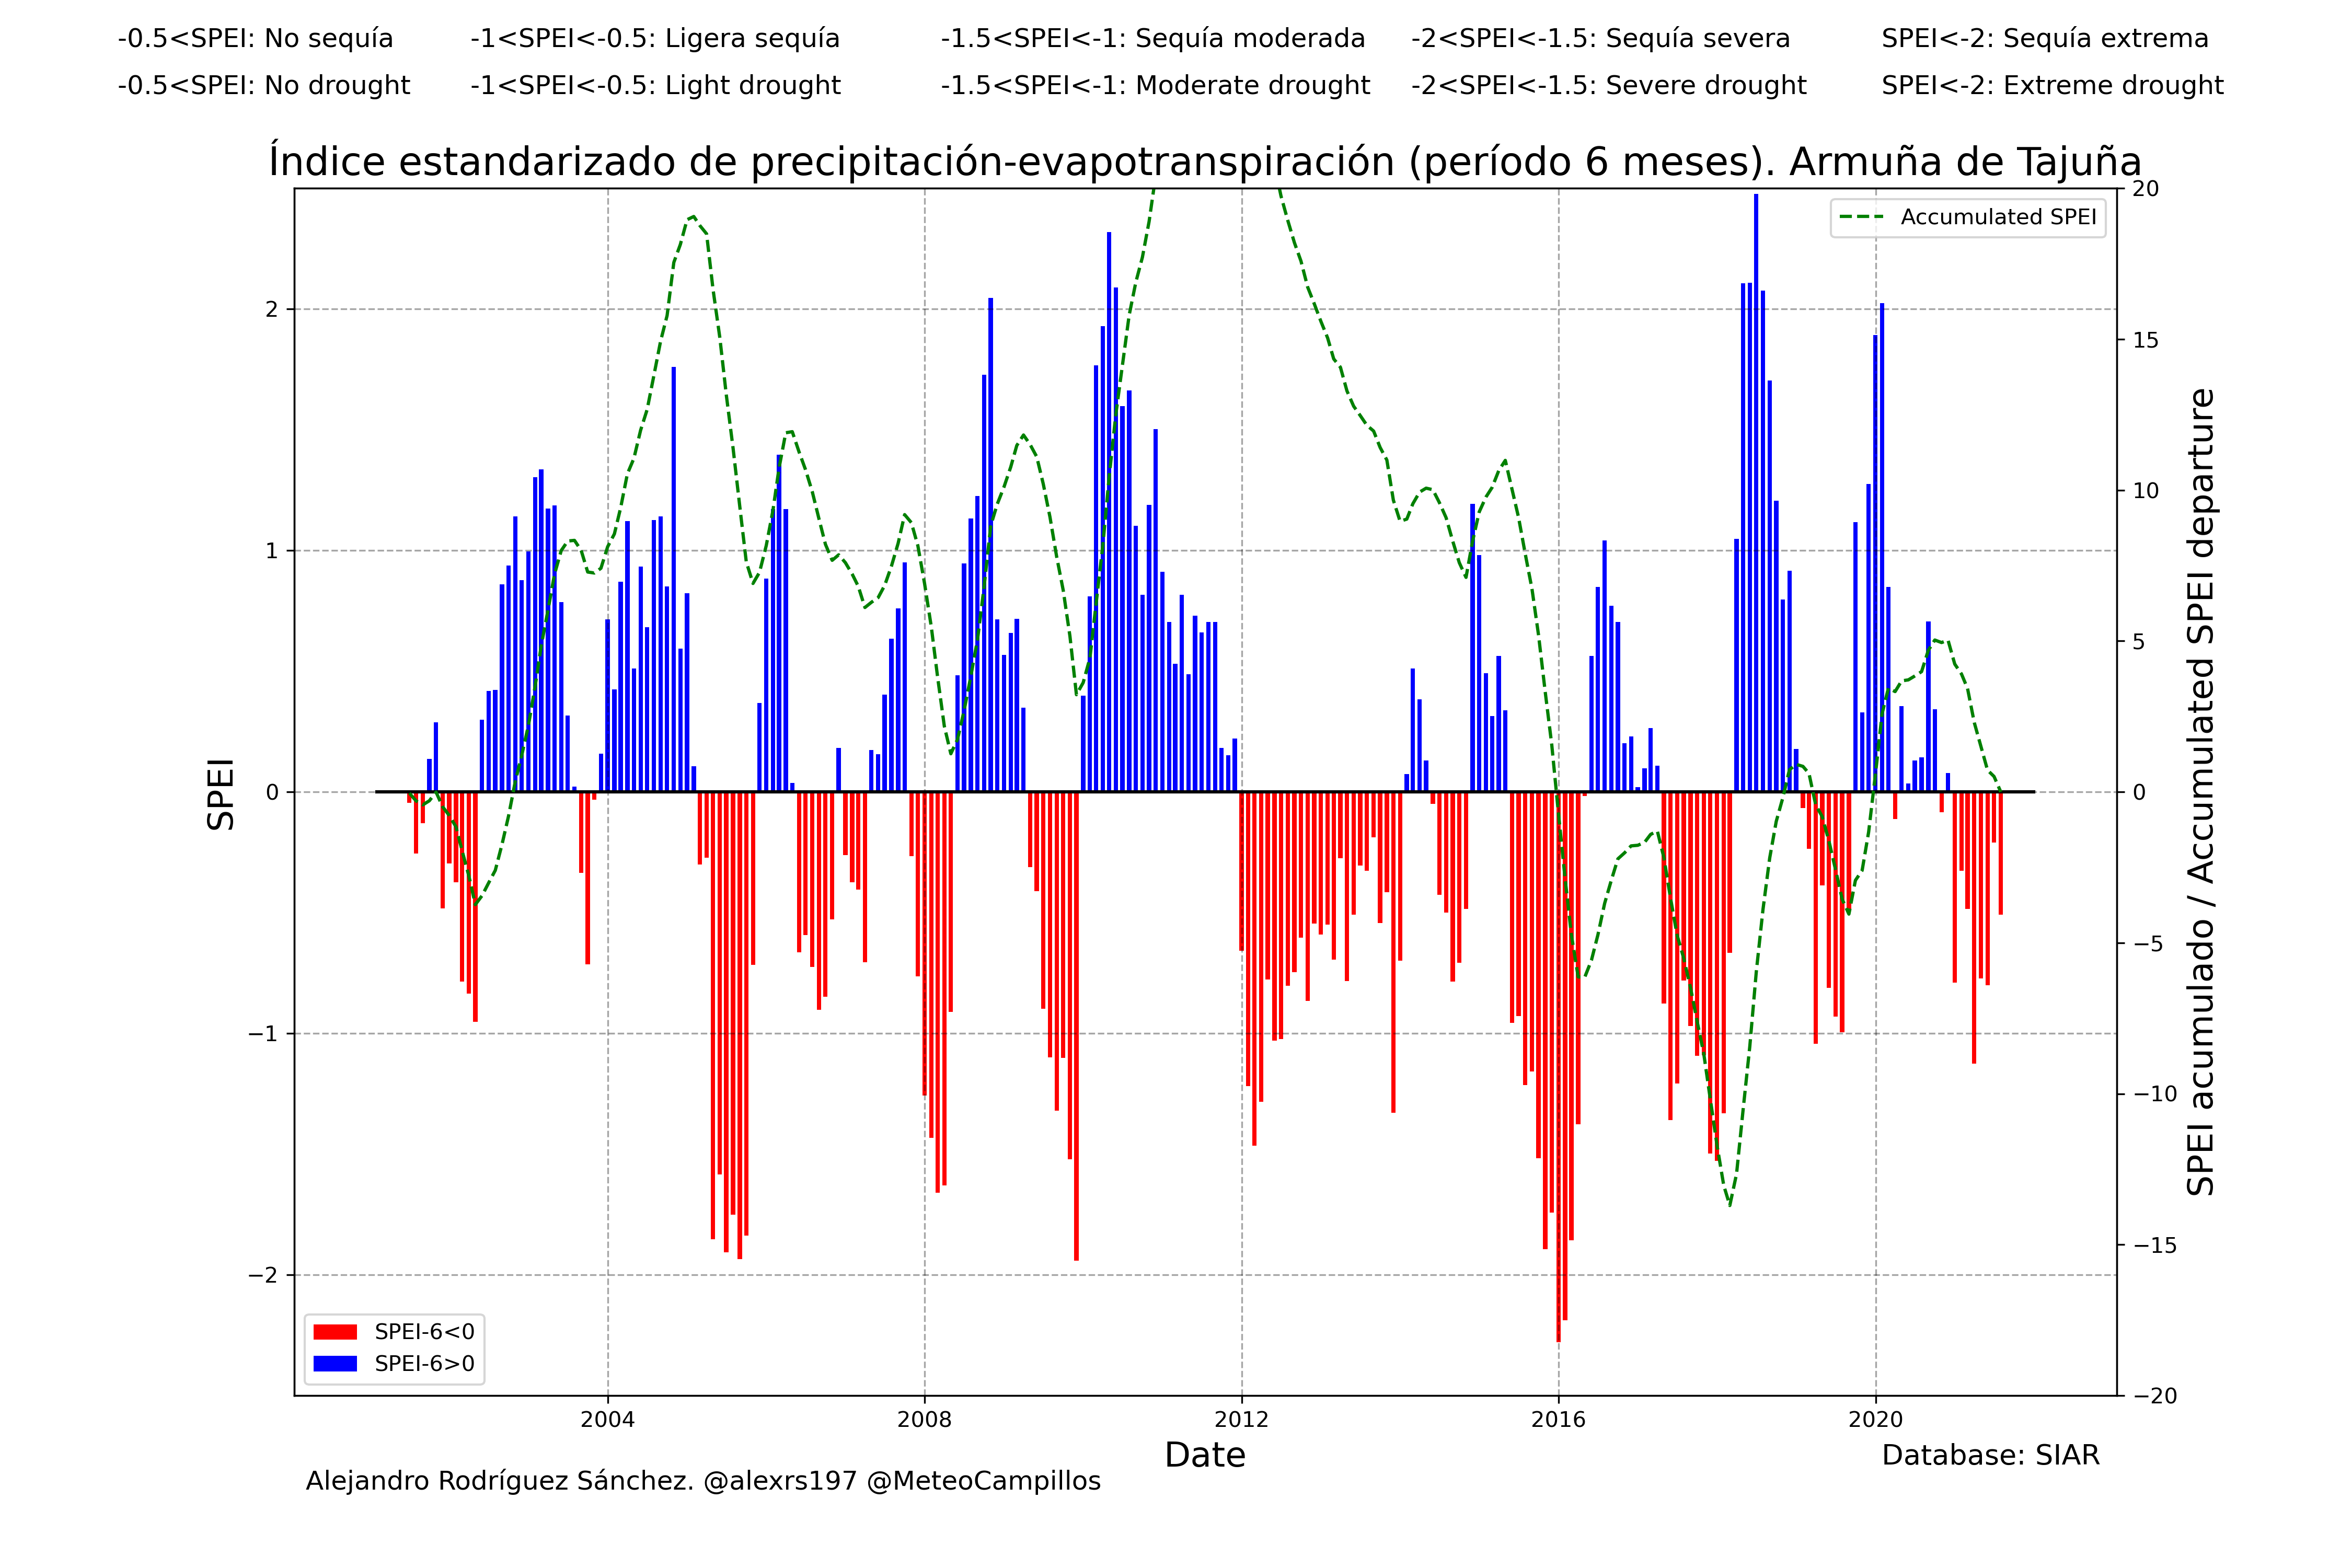 -0.5<SPEI: No sequía -1<SPEI<-0.5: Ligera sequía -1.5<SPEI<-1: Sequía moderada -2<SPEI<-1.5: Sequía severa SPEI<-2: Sequía extrema
-0.5<SPEI: No drought -1<SPEI<-0.5: Light drought -1.5<SPEI<-1: Moderate drought -2<SPEI<-1.5: Severe drought SPEI<-2: Extreme drought
Índice estandarizado de precipitación-evapotranspiración (período 6 meses). Armuña de Tajuña
Accumulated SPEI
SPEI
2
1
0
−1
−2
20
15
10
5
0
−5
−10
−15
−20
SPEI acumulado / Accumulated SPEI departure
SPEI-6<0
SPEI-6>0
2004 2008 2012 2016 2020
Date
Database: SIAR
Alejandro Rodríguez Sánchez. @alexrs197 @MeteoCampillos